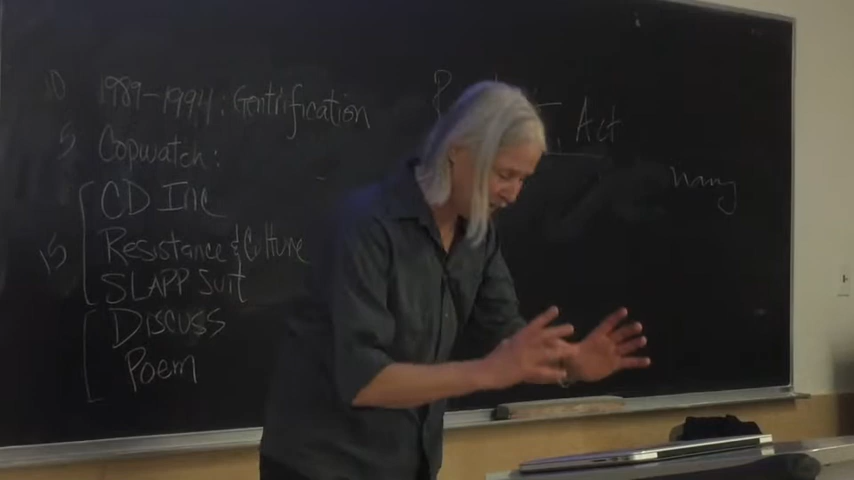 10 1989-1994: Gentrification
5 Copwatch:
CD Inc
15 Resistance & Culture
SLAPP Suit
Discuss
Poem
Act